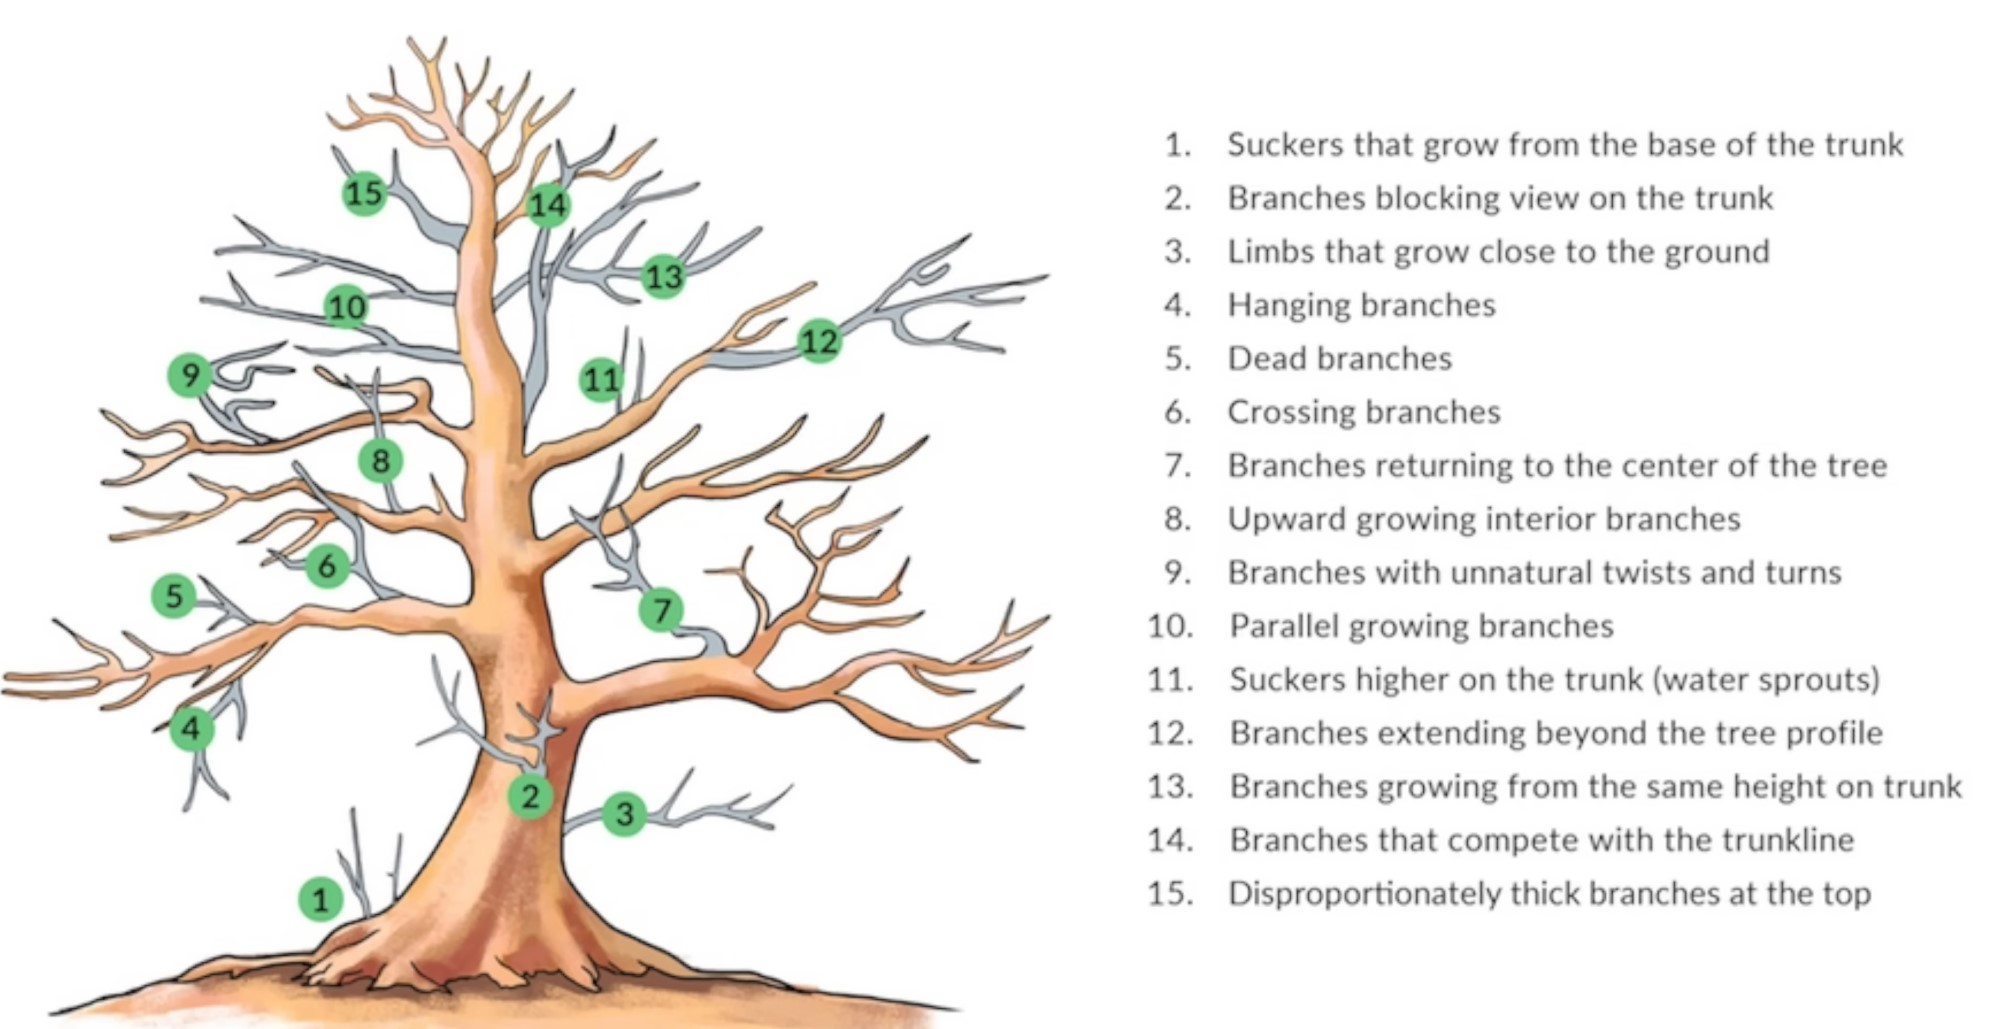 1. Suckers that grow from the base of the trunk
2. Branches blocking view on the trunk
3. Limbs that grow close to the ground
4. Hanging branches
5. Dead branches
6. Crossing branches
7. Branches returning to the center of the tree
8. Upward growing interior branches
9. Branches with unnatural twists and turns
10. Parallel growing branches
11. Suckers higher on the trunk (water sprouts)
12. Branches extending beyond the tree profile
13. Branches growing from the same height on trunk
14. Branches that compete with the trunkline
15. Disproportionately thick branches at the top
15
14
13
10
12
9
11
8
6
5
7
4
2
3
1